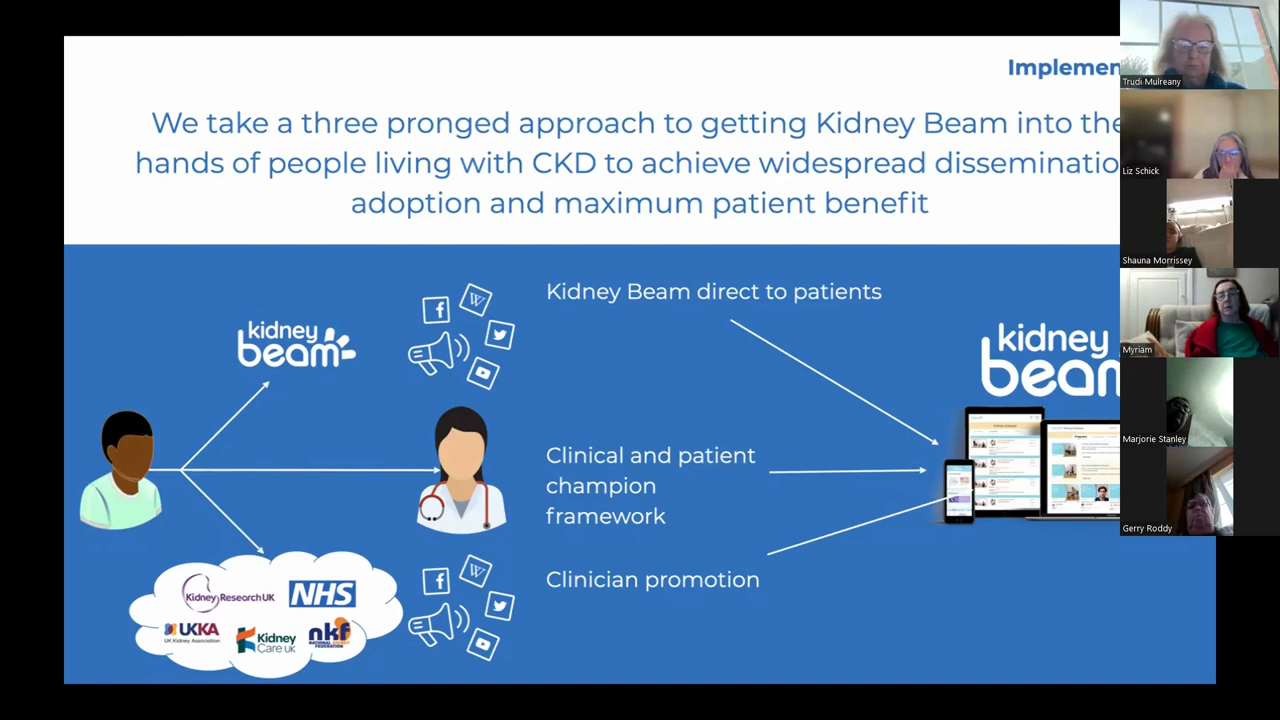 Implemen
We take a three pronged approach to getting Kidney Beam into the
hands of people living with CKD to achieve widespread disseminatio
adoption and maximum patient benefit
Kidney Beam direct to patients
kidney
beam
kidney
beam
Clinical and patient
champion
framework
Clinician promotion
Kidney Research UK
NHS
UKKA
UK Kidney Association
Kidney
Care UK
nkf
NATIONAL KIDNEY
FEDERATION
Trudi Mulreany
Liz Schick
Shauna Morrissey
Myriam
Marjorie Stanley
Gerry Roddy